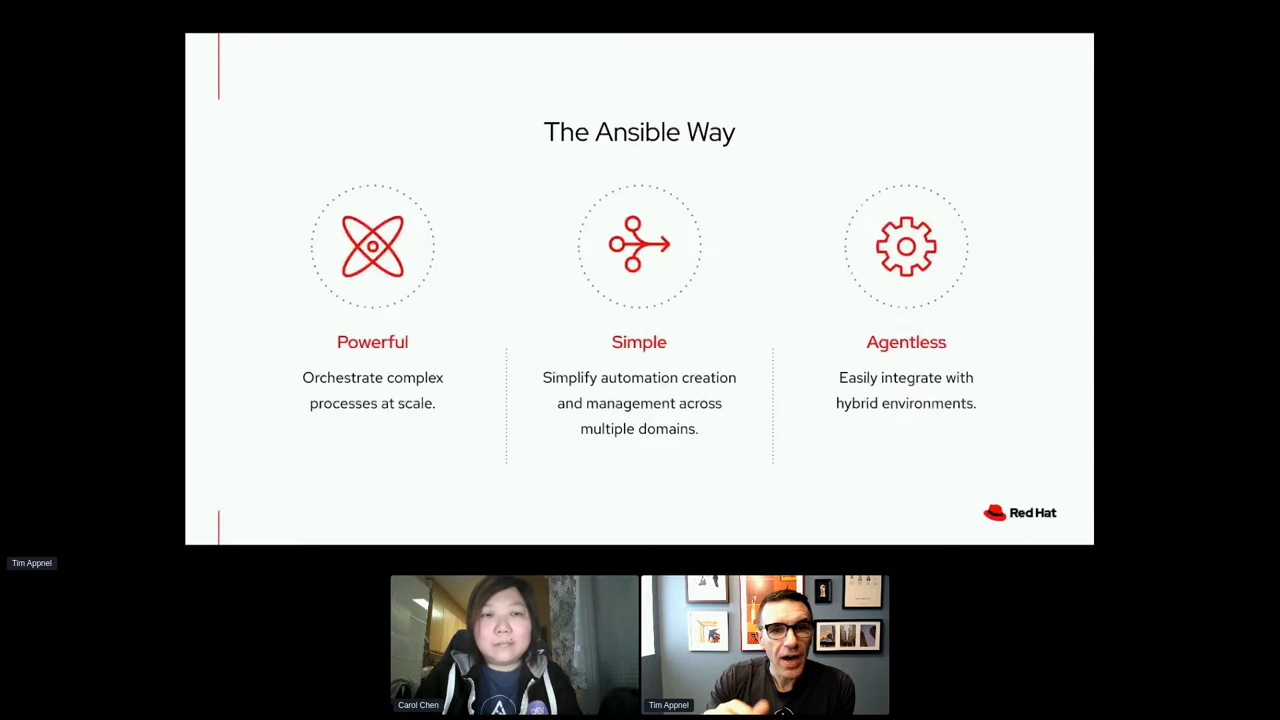 The Ansible Way
Powerful
Orchestrate complex
processes at scale.
Simple
Simplify automation creation
and management across
multiple domains.
Agentless
Easily integrate with
hybrid environments.
Red Hat
Tim Appnel
Carol Chen
Tim Appnel